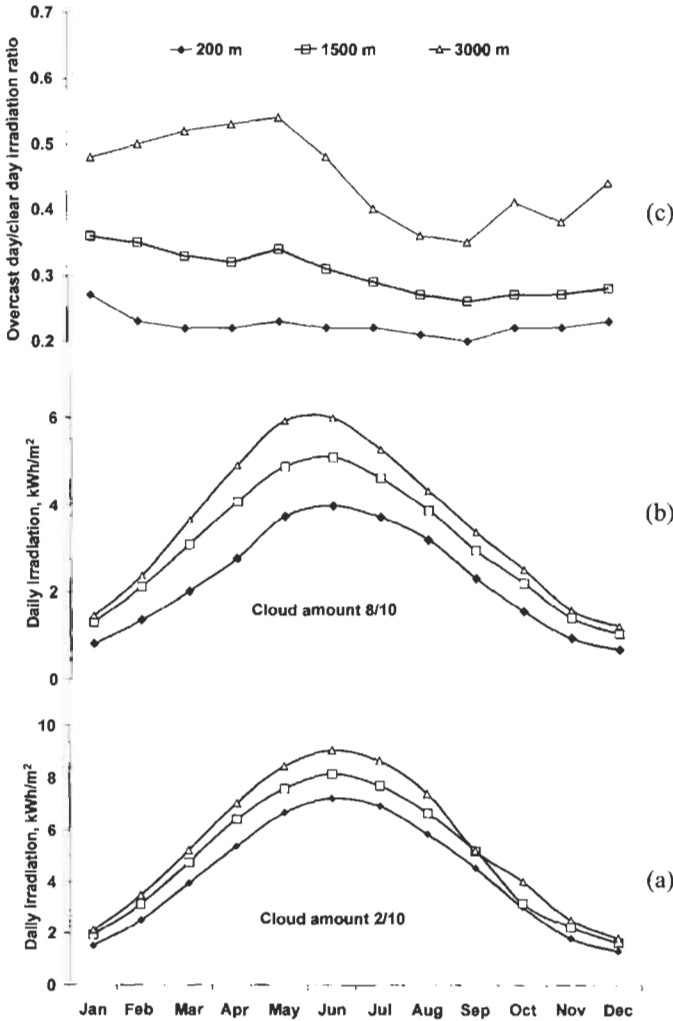 Overcast day/clear day irradiation ratio
0.7
0.6
0.5
0.4
0.3
0.2
200 m
1500 m
3000 m
(c)
Daily Irradiation, kWh/m²
6
4
2
0
Cloud amount 8/10
(b)
Daily Irradiation, kWh/m²
10
8
6
4
2
0
Cloud amount 2/10
(a)
Jan Feb Mar Apr May Jun Jul Aug Sep Oct Nov Dec